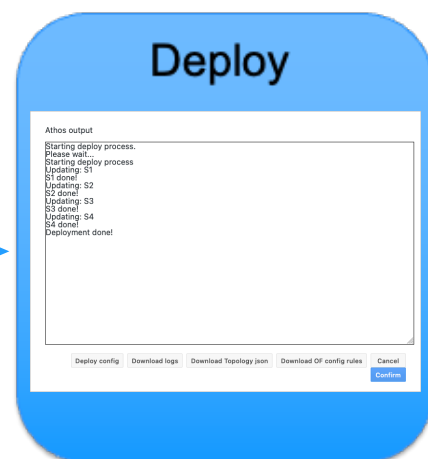 Deploy
Athos output
Starting deploy process.
Please wait...
Starting deploy process
Updating: S1
S1 done!
Updating: S2
S2 done!
Updating: S3
S3 done!
Updating: S4
S4 done!
Deployment done!
Deploy config Download logs Download Topology json Download OF config rules Cancel
Confirm